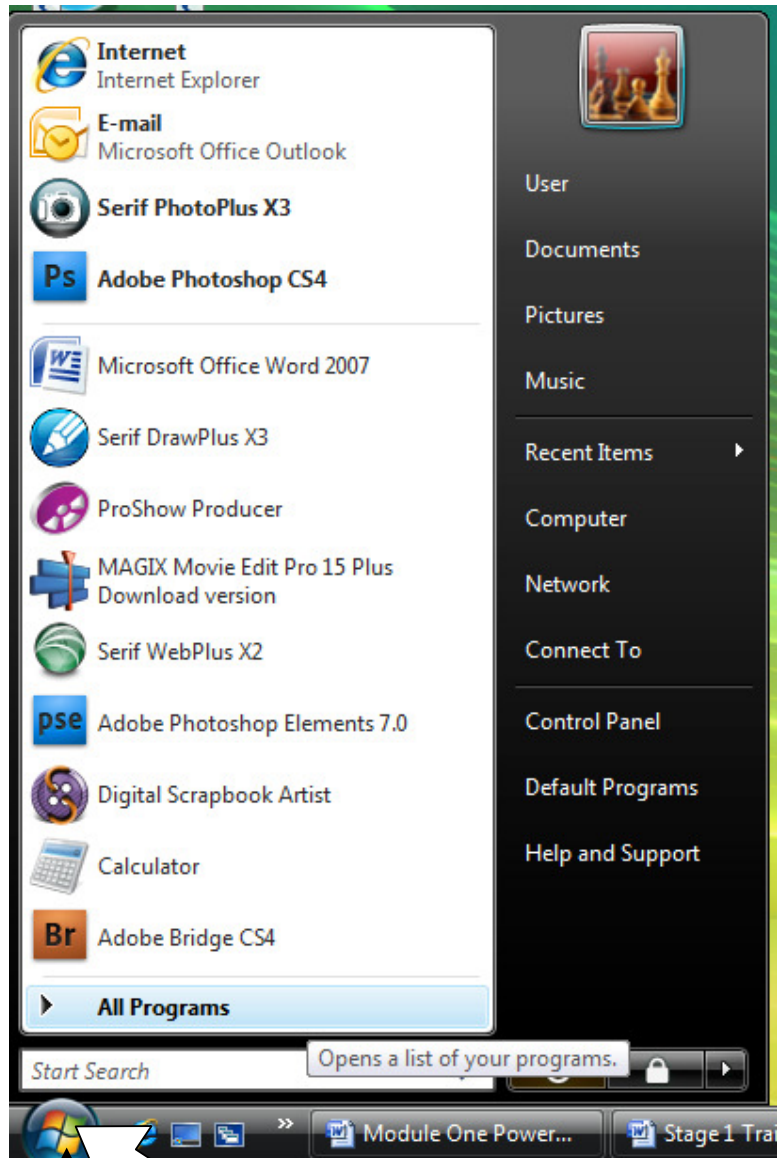 Internet
Internet Explorer
E-mail
Microsoft Office Outlook
Serif PhotoPlus X3
Ps Adobe Photoshop CS4
Microsoft Office Word 2007
Serif DrawPlus X3
ProShow Producer
MAGIX Movie Edit Pro 15 Plus
Download version
Serif WebPlus X2
pse Adobe Photoshop Elements 7.0
Digital Scrapbook Artist
Calculator
Br Adobe Bridge CS4
All Programs
Start Search
Opens a list of your programs.
User
Documents
Pictures
Music
Recent Items
Computer
Network
Connect To
Control Panel
Default Programs
Help and Support
Module One Power...
Stage 1 Trai